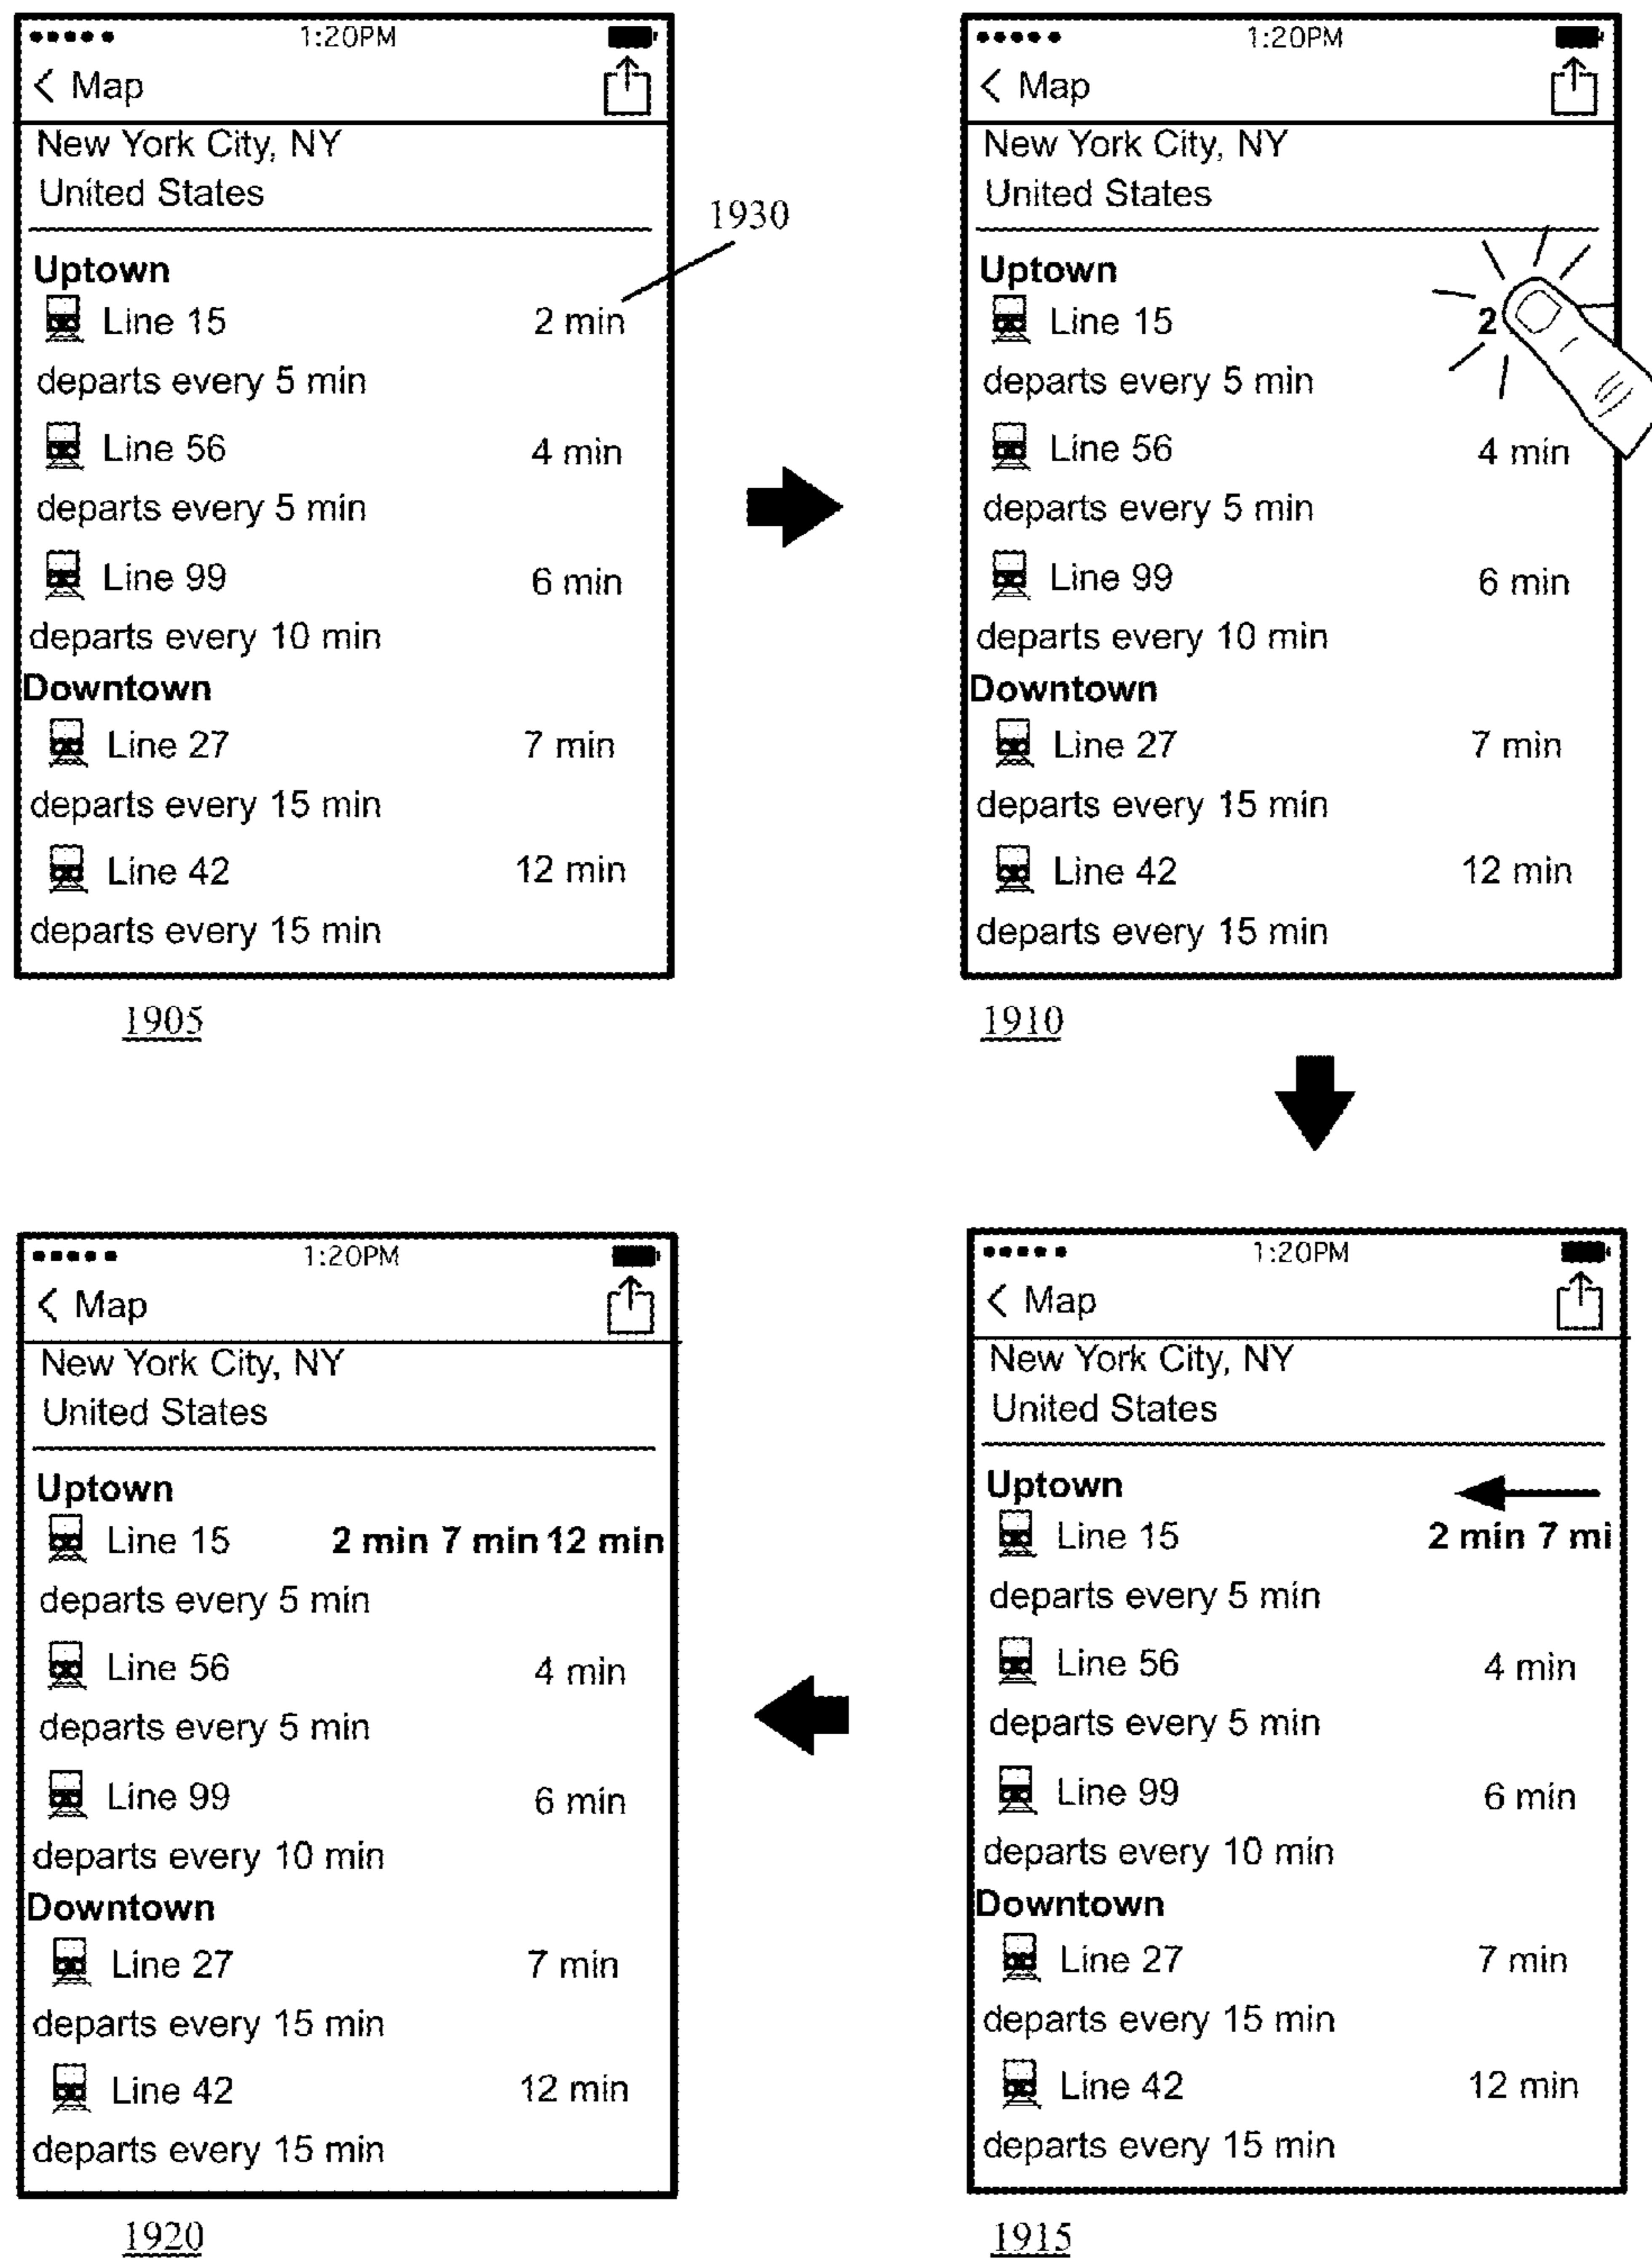 1:20PM
< Map
New York City, NY
United States
1930
Uptown
Line 15 2 min
departs every 5 min
Line 56 4 min
departs every 5 min
Line 99 6 min
departs every 10 min
Downtown
Line 27 7 min
departs every 15 min
Line 42 12 min
departs every 15 min
1905
1:20PM
< Map
New York City, NY
United States
Uptown
Line 15 2
departs every 5 min
Line 56 4 min
departs every 5 min
Line 99 6 min
departs every 10 min
Downtown
Line 27 7 min
departs every 15 min
Line 42 12 min
departs every 15 min
1910
1:20PM
< Map
New York City, NY
United States
Uptown
Line 15 2 min 7 min 12 min
departs every 5 min
Line 56 4 min
departs every 5 min
Line 99 6 min
departs every 10 min
Downtown
Line 27 7 min
departs every 15 min
Line 42 12 min
departs every 15 min
1920
1:20PM
< Map
New York City, NY
United States
Uptown
Line 15 2 min 7 mi
departs every 5 min
Line 56 4 min
departs every 5 min
Line 99 6 min
departs every 10 min
Downtown
Line 27 7 min
departs every 15 min
Line 42 12 min
departs every 15 min
1915